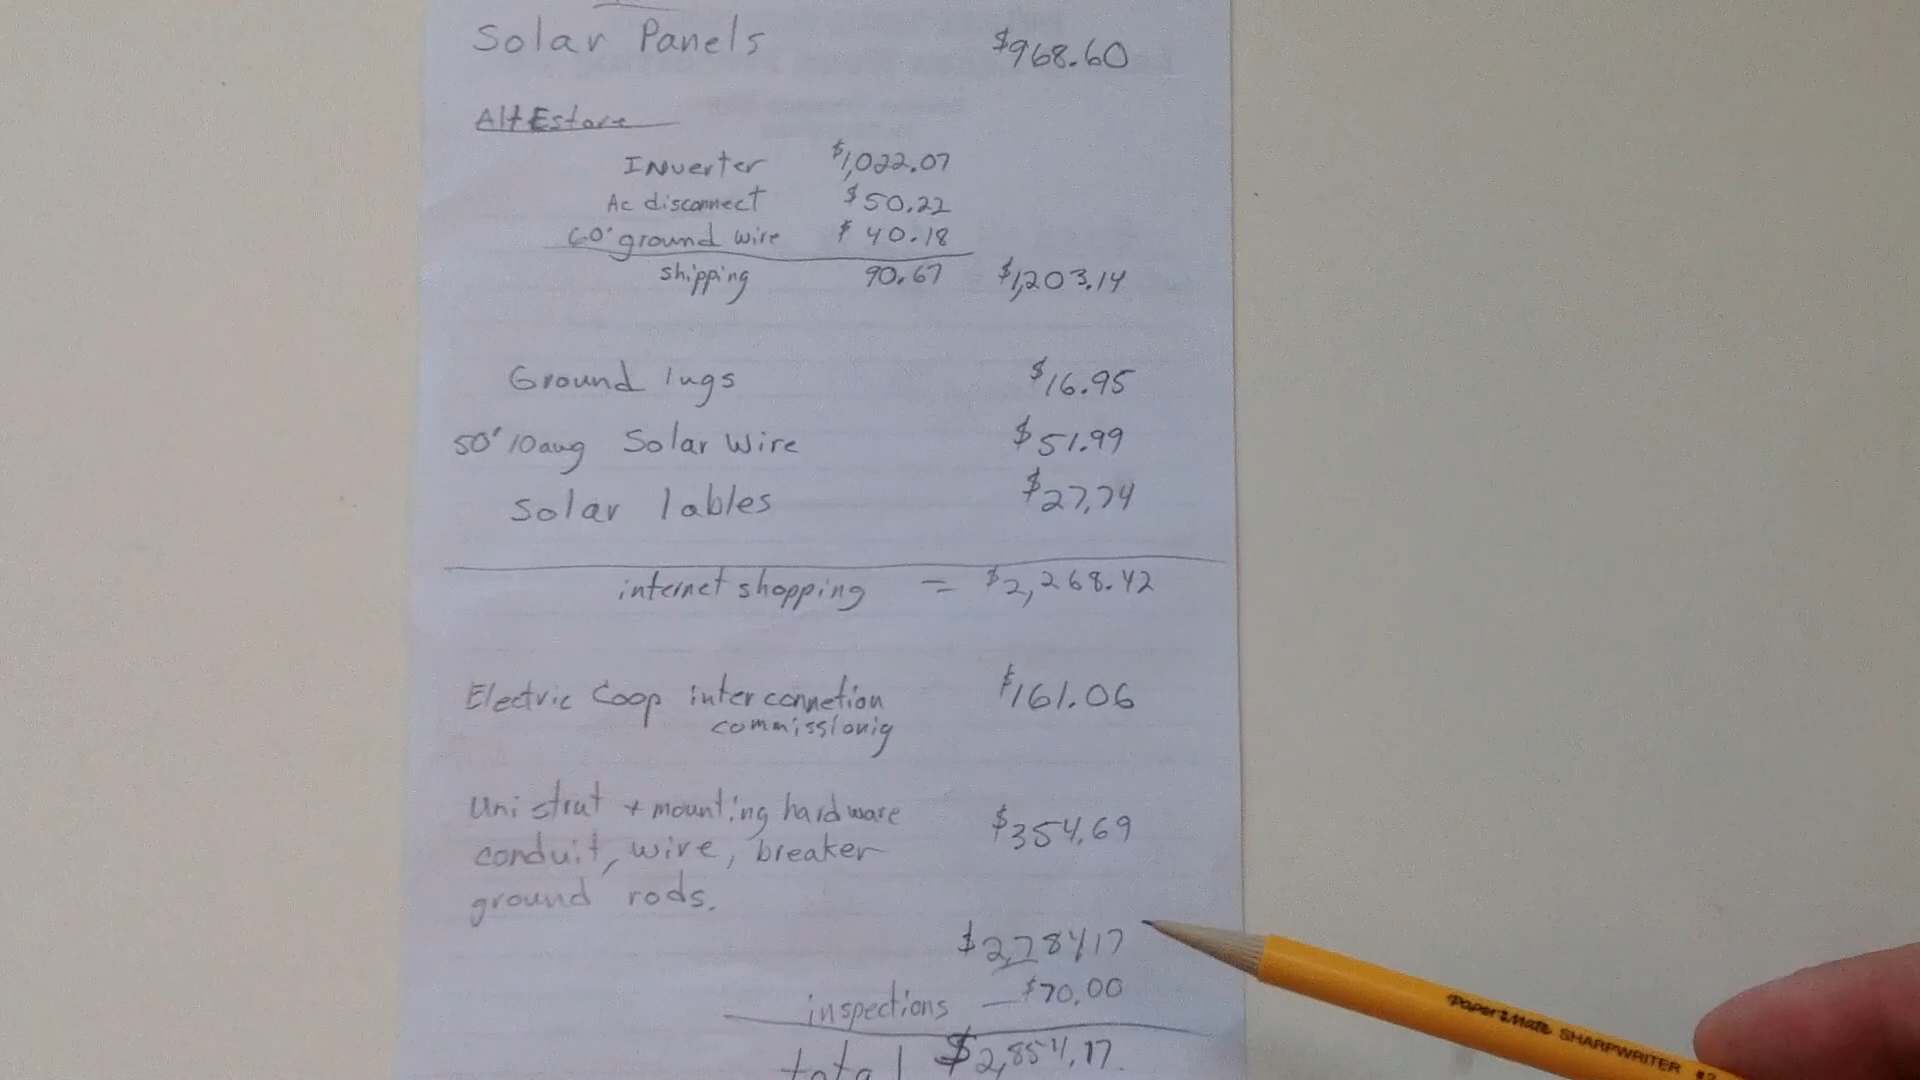 Solar Panels $968.60
AltEstore
Inverter $1,022.07
Ac disconnect $50.22
60' ground wire $40.18
shipping 90.67 $1,203.14
Ground lugs $16.95
50' 10awg Solar Wire $51.99
Solar lables $27.74
internet shopping = $2,268.42
Electric Coop interconnetion $161.06
commissionig
Uni strut + mounting hardware
conduit, wire, breaker $354.69
ground rods.
$2,784.17
inspections — $70.00
total $2,854.17.
PaperMate SHARPWRITER #2